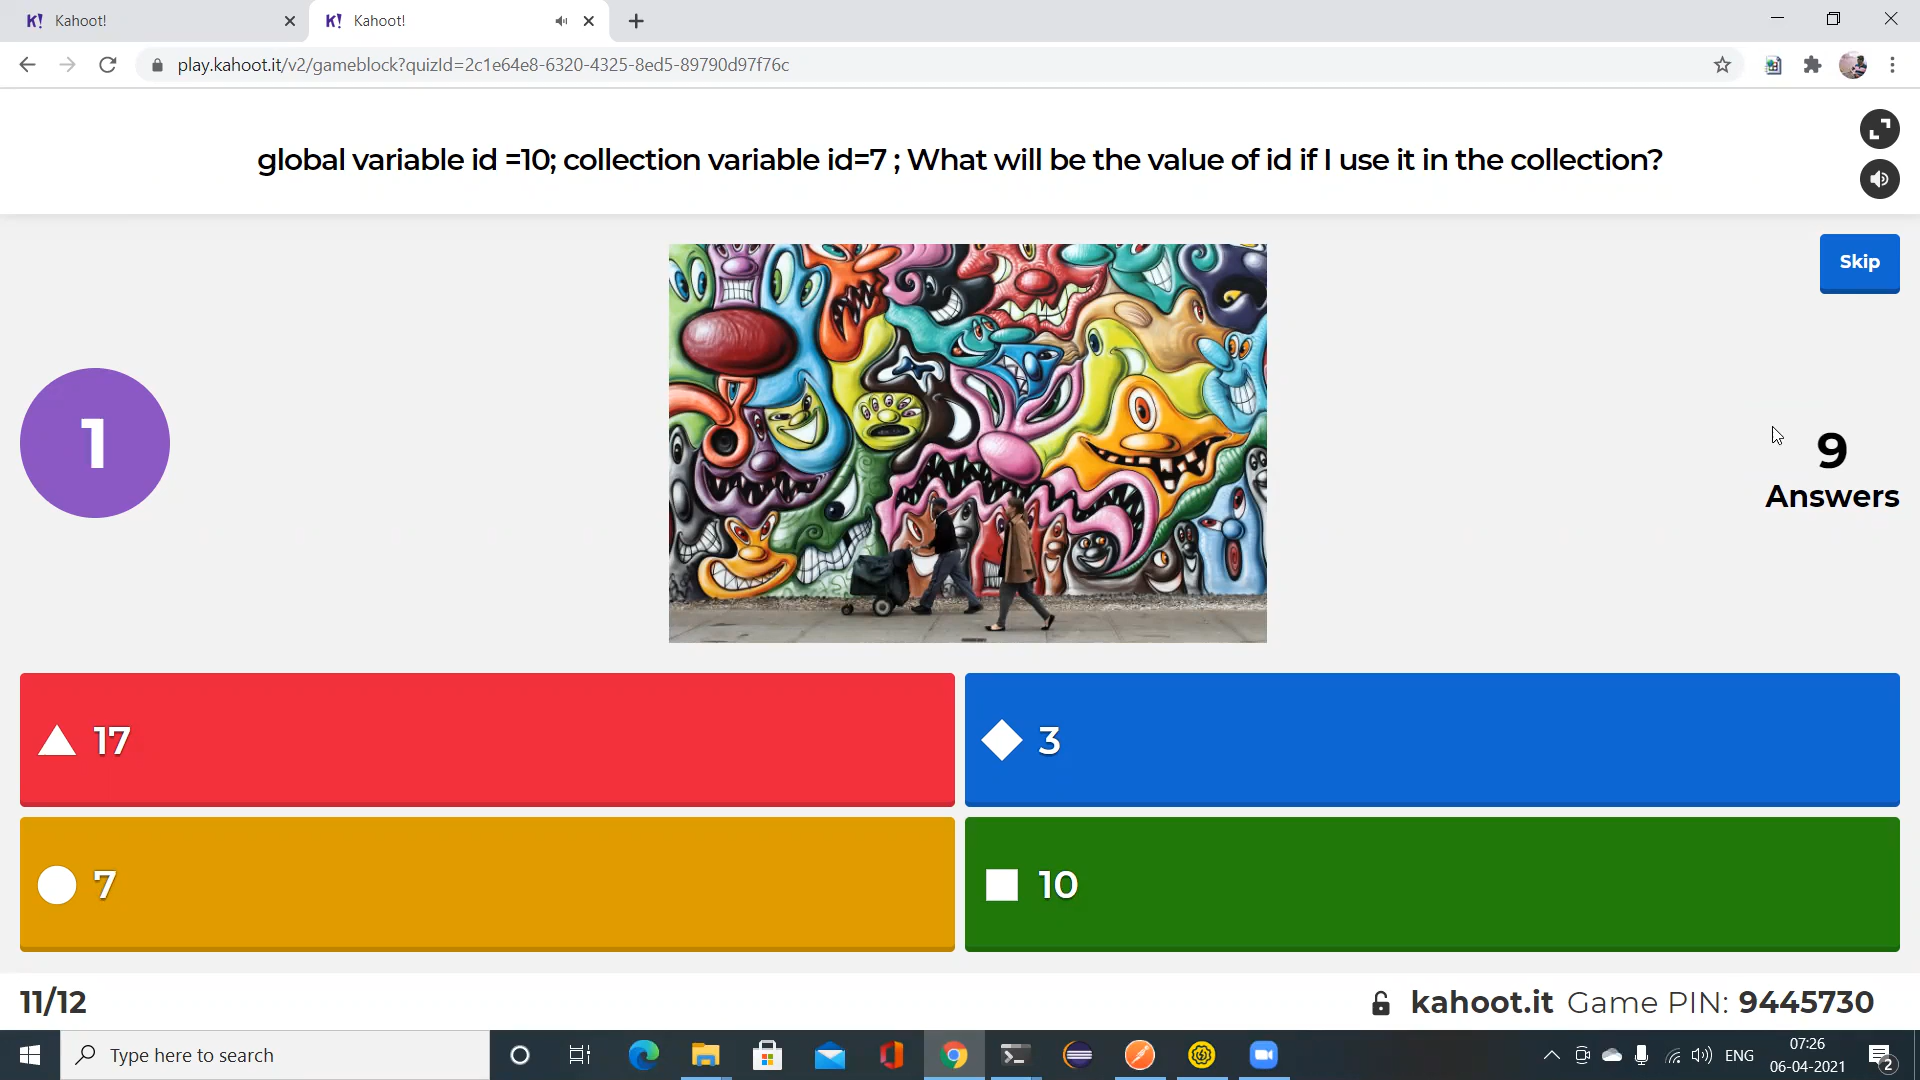 K! Kahoot!
K! Kahoot!
play.kahoot.it/v2/gameblock?quizId=2c1e64e8-6320-4325-8ed5-89790d97f76c
global variable id =10; collection variable id=7 ; What will be the value of id if I use it in the collection?
Skip
1
9
Answers
17
3
7
10
11/12
kahoot.it Game PIN: 9445730
Type here to search
ENG
07:26
06-04-2021
2